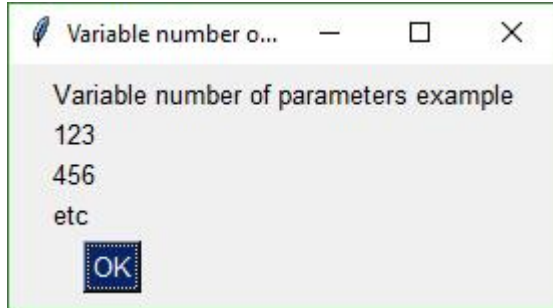 Variable number o...
Variable number of parameters example
123
456
etc
OK